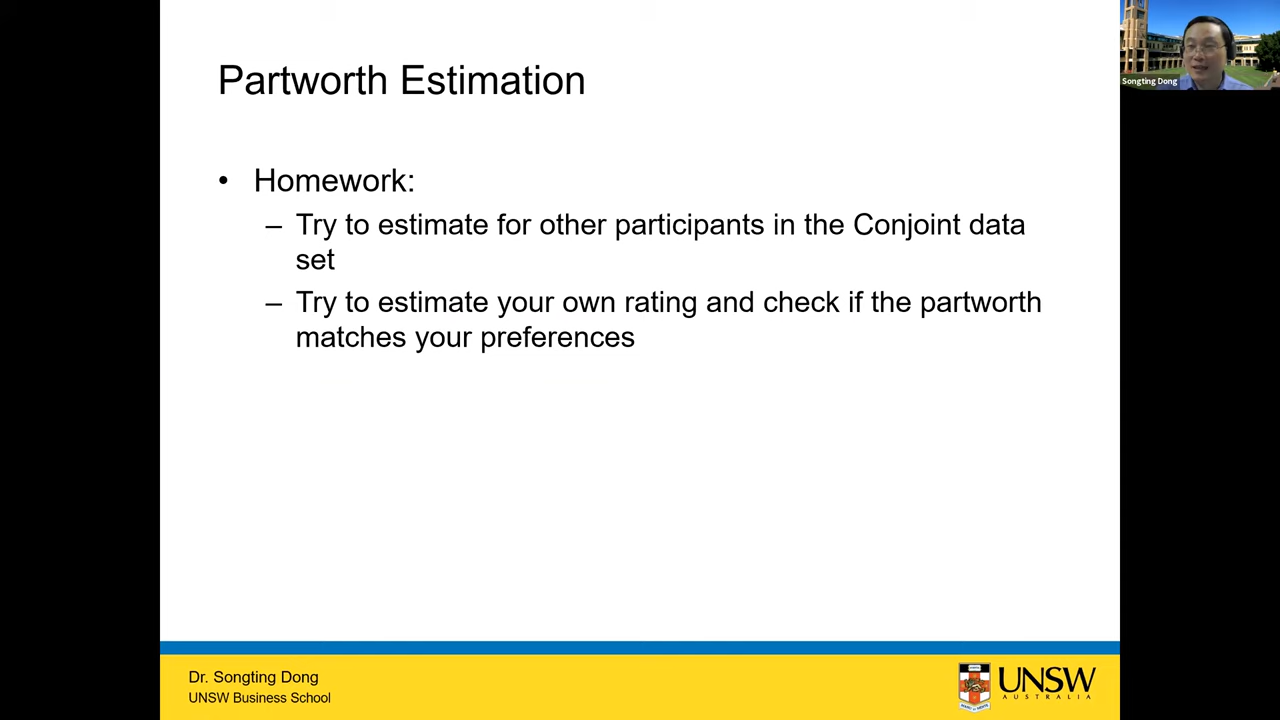 Songting Dong
Partworth Estimation
• Homework:
– Try to estimate for other participants in the Conjoint data
set
– Try to estimate your own rating and check if the partworth
matches your preferences
Dr. Songting Dong
UNSW Business School
UNSW
AUSTRALIA